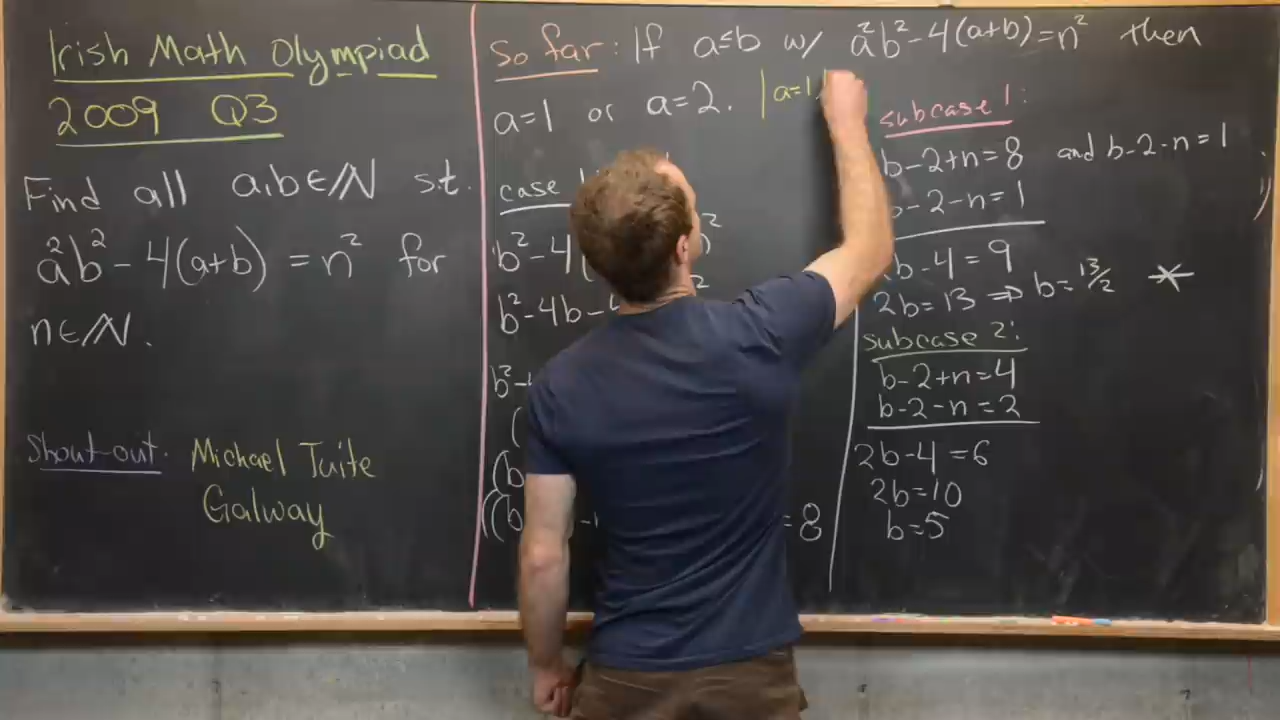 Irish Math Olympiad
2009 Q3
Find all a,b∈ℕ s.t.
a²b² - 4(a+b) = n² for
n∈ℕ.
Shout-out: Michael Tuite
Galway
So far: If a≤b w/ a²b² - 4(a+b) = n² then
a=1 or a=2. | a=1
case
b² - 4(
b² - 4b -
b² -
(
(b
((b
= 8
subcase 1:
b-2+n=8 and b-2-n=1
-2-n=1
b-4=9
2b=13 ⇒ b=13/2 *
subcase 2:
b-2+n=4
b-2-n=2
2b-4=6
2b=10
b=5